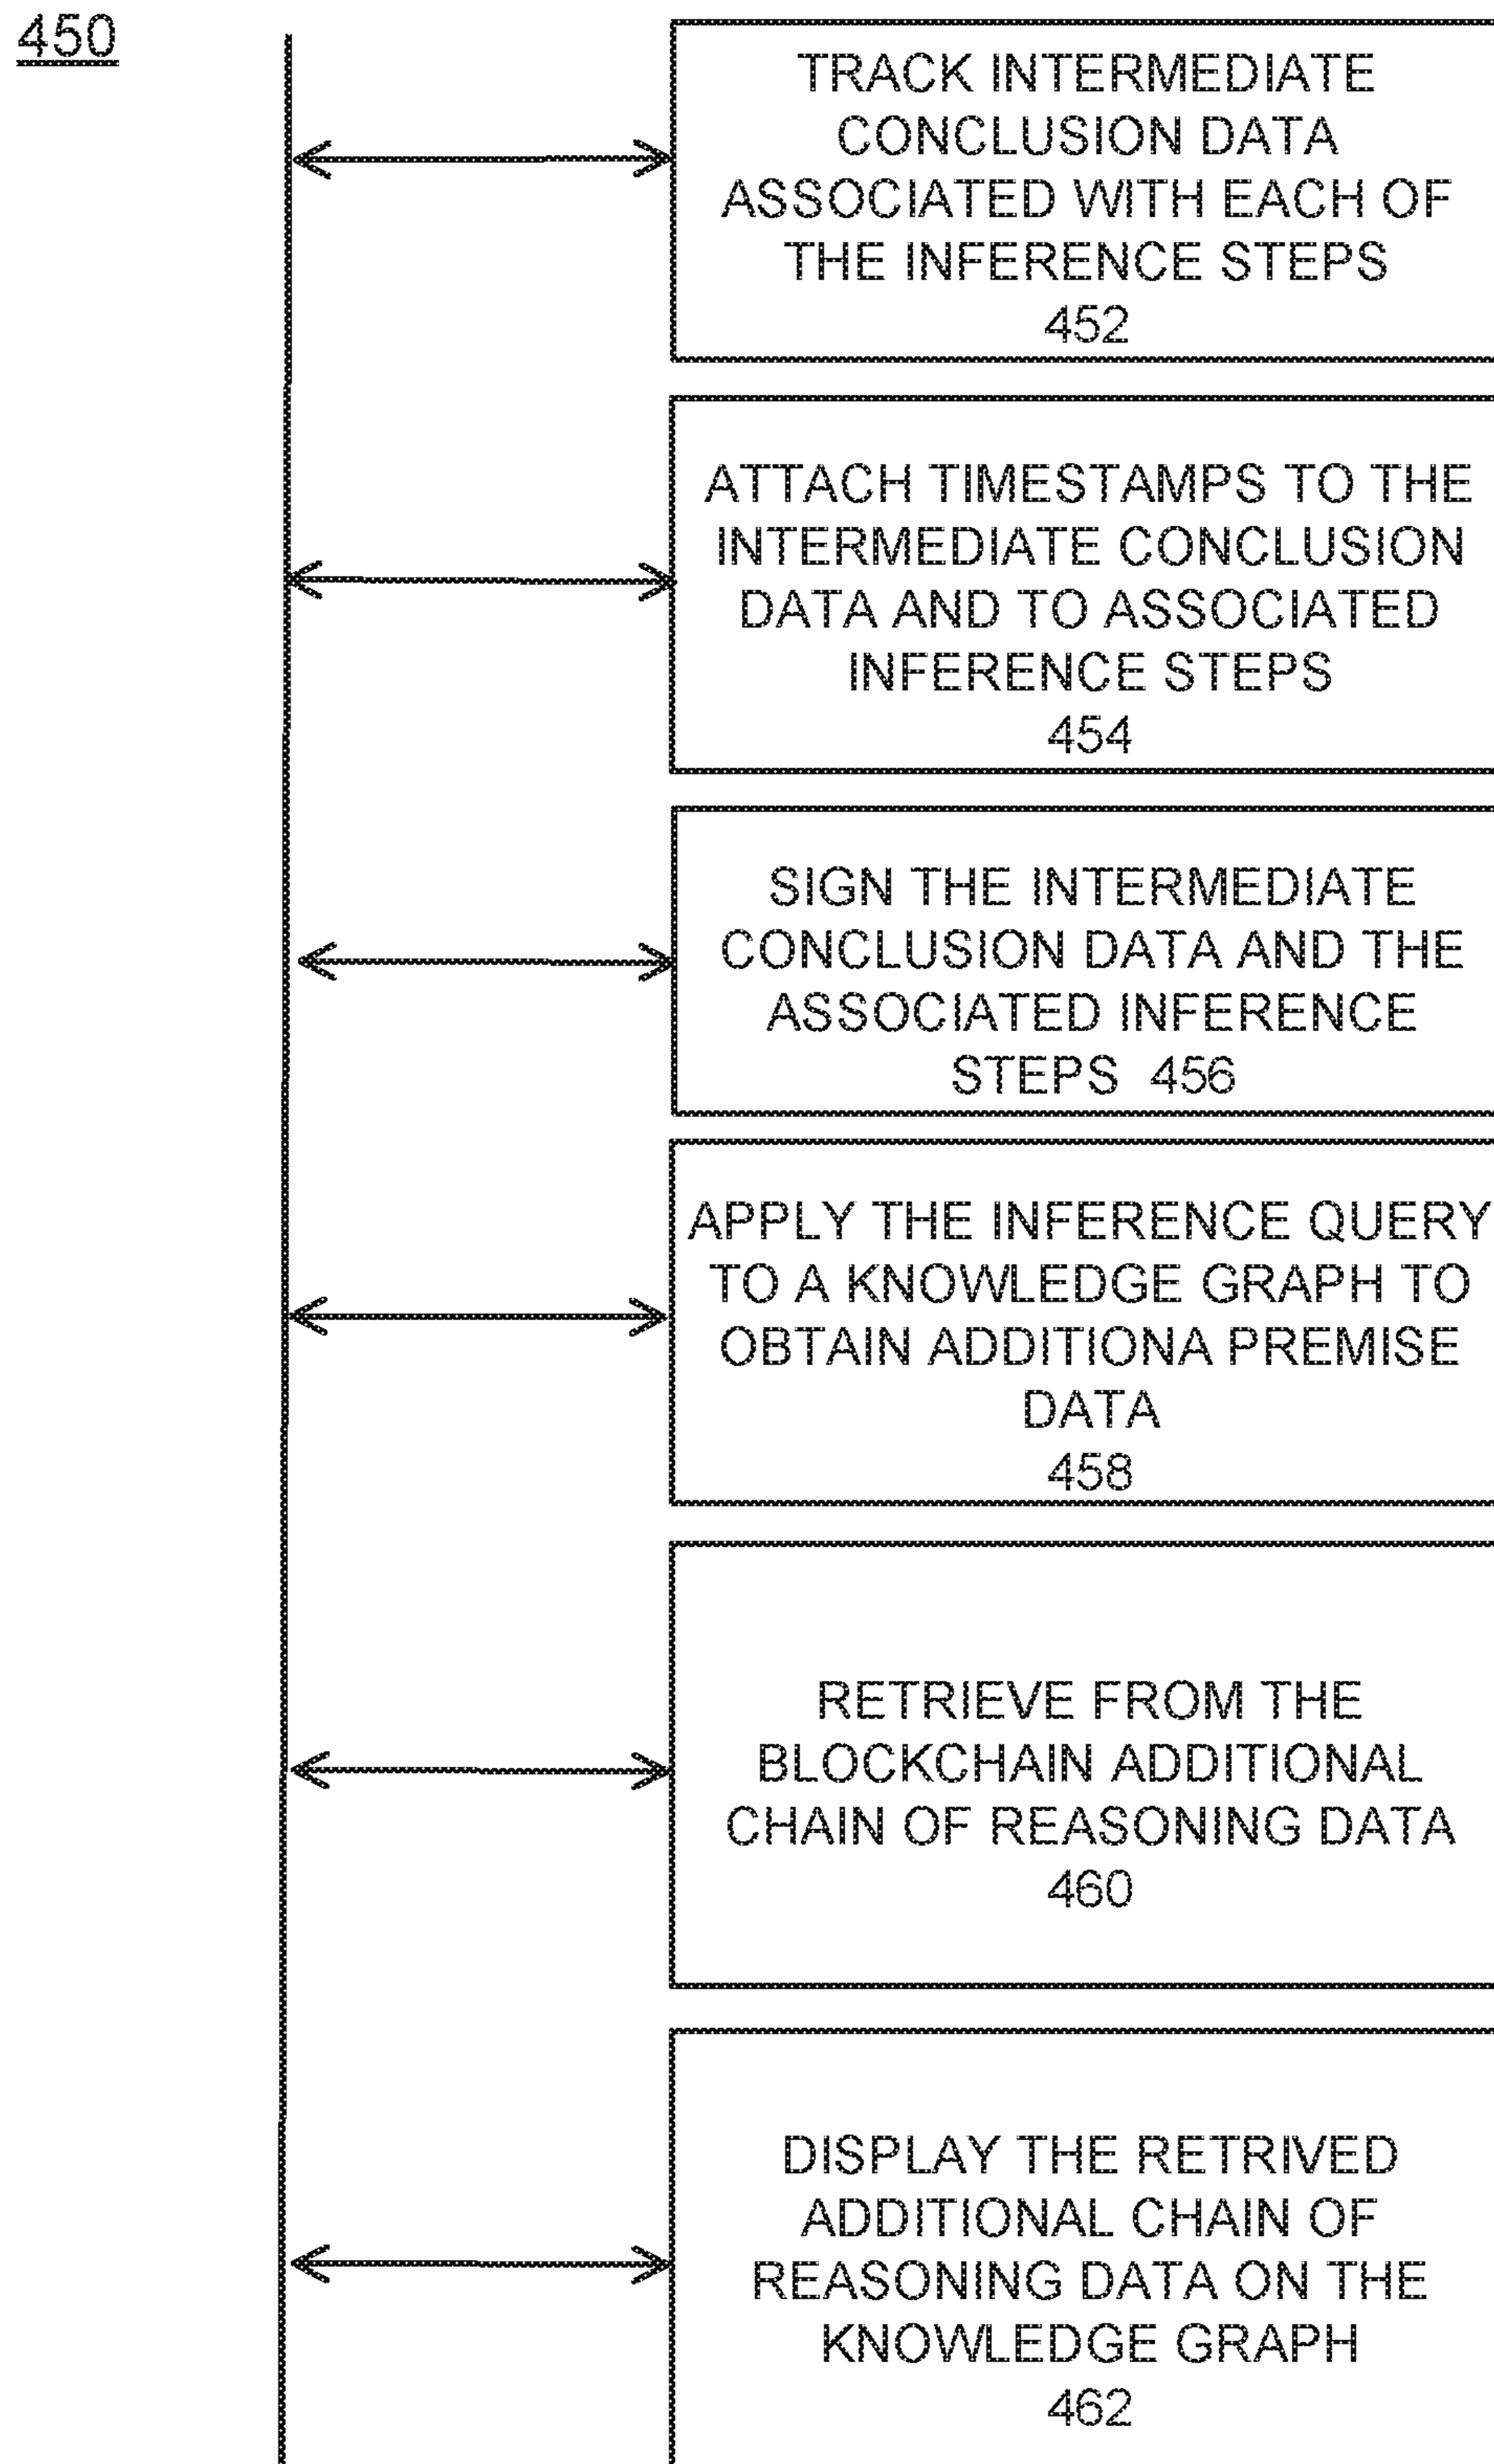 450
TRACK INTERMEDIATE
CONCLUSION DATA
ASSOCIATED WITH EACH OF
THE INFERENCE STEPS
452
ATTACH TIMESTAMPS TO THE
INTERMEDIATE CONCLUSION
DATA AND TO ASSOCIATED
INFERENCE STEPS
454
SIGN THE INTERMEDIATE
CONCLUSION DATA AND THE
ASSOCIATED INFERENCE
STEPS 456
APPLY THE INFERENCE QUERY
TO A KNOWLEDGE GRAPH TO
OBTAIN ADDITIONA PREMISE
DATA
458
RETRIEVE FROM THE
BLOCKCHAIN ADDITIONAL
CHAIN OF REASONING DATA
460
DISPLAY THE RETRIVED
ADDITIONAL CHAIN OF
REASONING DATA ON THE
KNOWLEDGE GRAPH
462